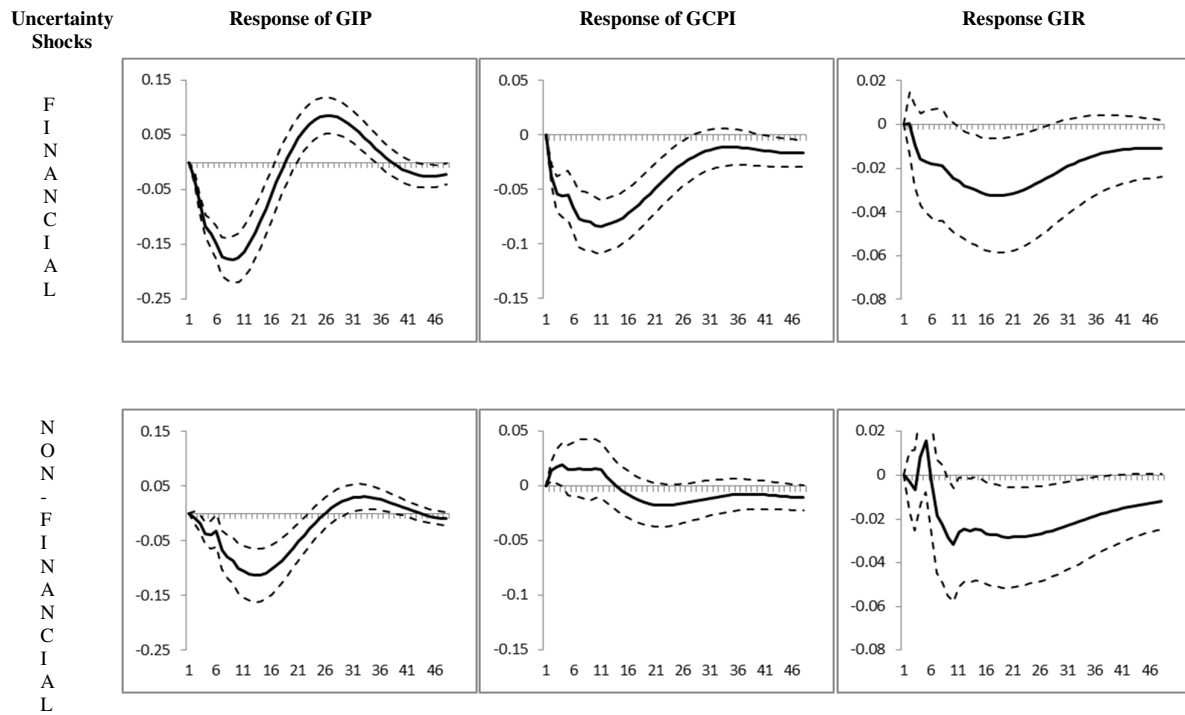 Uncertainty
Shocks
Response of GIP
Response of GCPI
Response GIR
F
I
N
A
N
C
I
A
L
0.15
0.05
-0.05
-0.15
-0.25
1 6 11 16 21 26 31 36 41 46
0.05
0
-0.05
-0.1
-0.15
1 6 11 16 21 26 31 36 41 46
0.02
0
-0.02
-0.04
-0.06
-0.08
1 6 11 16 21 26 31 36 41 46
N
O
N
-
F
I
N
A
N
C
I
A
L
0.15
0.05
-0.05
-0.15
-0.25
1 6 11 16 21 26 31 36 41 46
0.05
0
-0.05
-0.1
-0.15
1 6 11 16 21 26 31 36 41 46
0.02
0
-0.02
-0.04
-0.06
-0.08
1 6 11 16 21 26 31 36 41 46